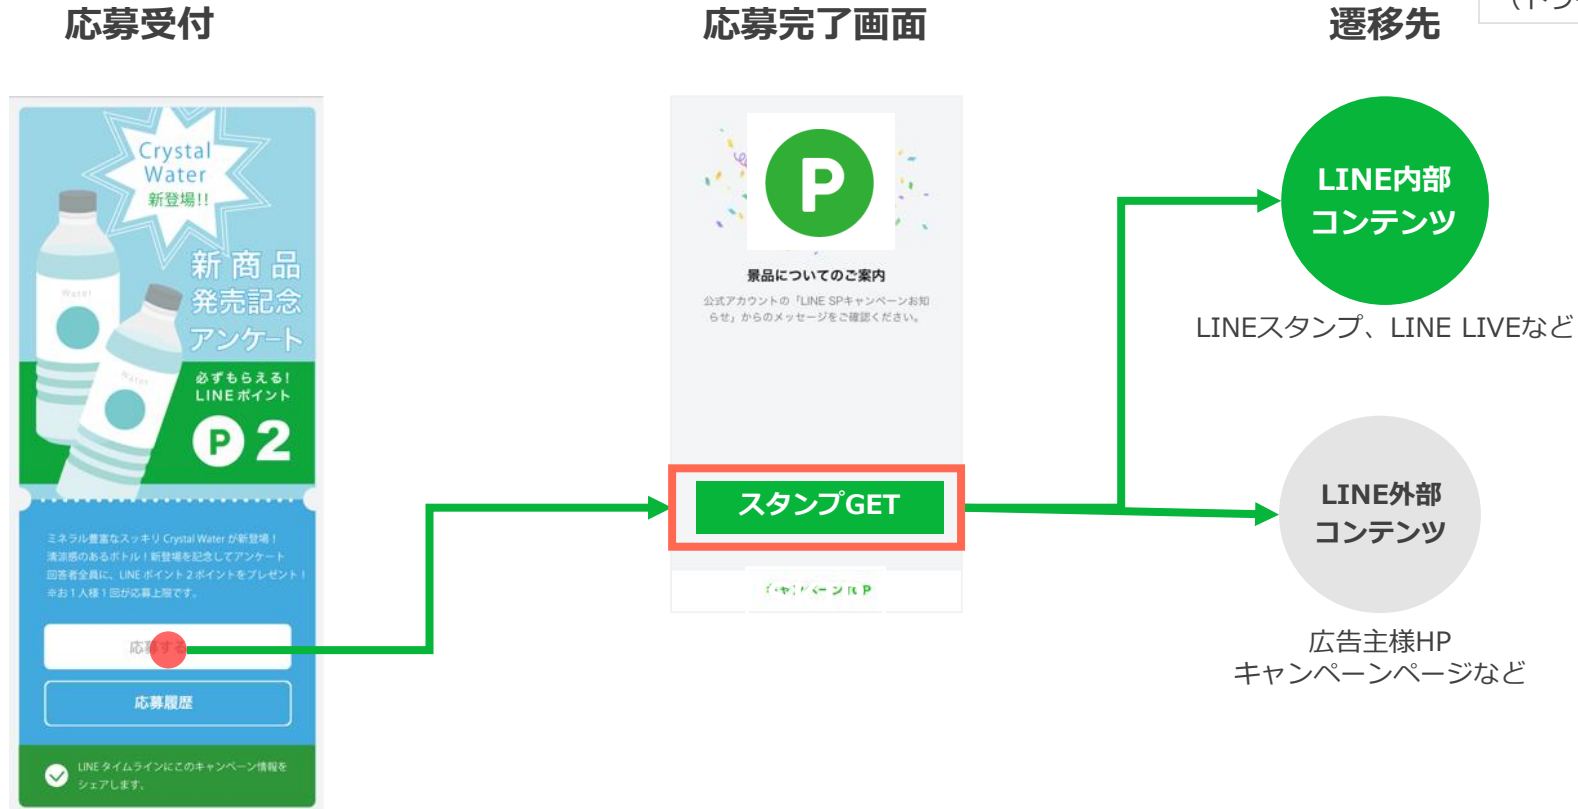 応募受付
応募完了画面
遷移先
Crystal
Water
新登場!!
新商品
発売記念
アンケート
Water
Water
必ずもらえる!
LINEポイント
P 2
ミネラル豊富なスッキリ Crystal Water が新登場！
清涼感のあるボトル！新登場を記念してアンケート
回答者全員に、LINE ポイント 2 ポイントをプレゼント！
※お 1 人様 1 回が応募上限です。
応募する
応募履歴
LINE タイムラインにこのキャンペーン情報を
シェアします。
P
景品についてのご案内
公式アカウントの「LINE SPキャンペーンお知
らせ」からのメッセージをご確認ください。
スタンプGET
LINE内部
コンテンツ
LINEスタンプ、LINE LIVEなど
LINE外部
コンテンツ
広告主様HP
キャンペーンページなど